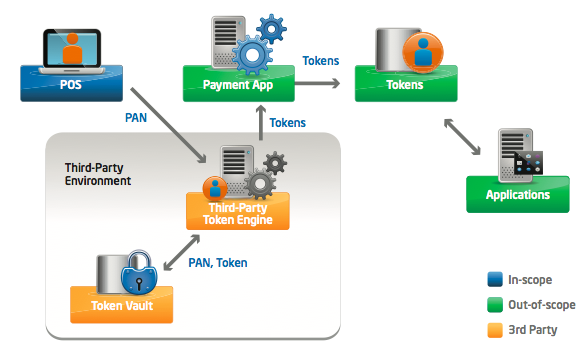 POS
Payment App
Tokens
Tokens
PAN
Tokens
Third-Party
Environment
Third-Party
Token Engine
Applications
PAN, Token
Token Vault
In-scope
Out-of-scope
3rd Party